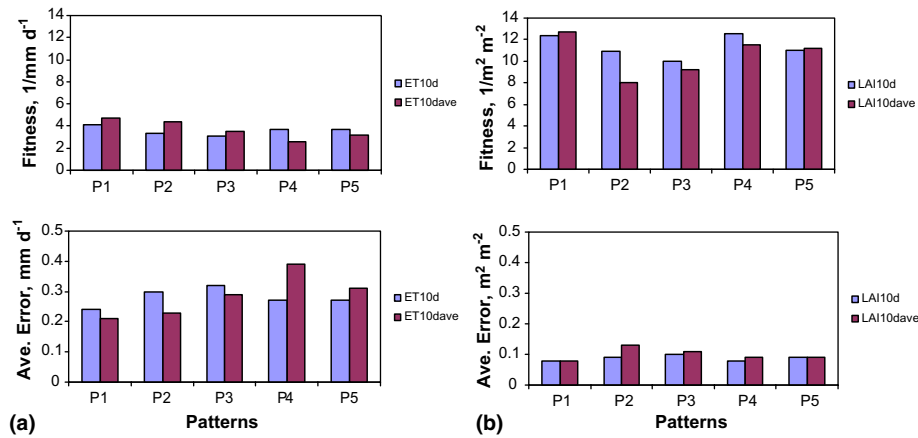 Fitness, 1/mm d⁻¹
14
12
10
8
6
4
2
0
P1 P2 P3 P4 P5
ET10d
ET10dave
Fitness, 1/m² m⁻²
14
12
10
8
6
4
2
0
P1 P2 P3 P4 P5
LAI10d
LAI10dave
Ave. Error, mm d⁻¹
0.5
0.4
0.3
0.2
0.1
0
P1 P2 P3 P4 P5
ET10d
ET10dave
(a)
Patterns
Ave. Error, m² m⁻²
0.5
0.4
0.3
0.2
0.1
0
P1 P2 P3 P4 P5
LAI10d
LAI10dave
(b)
Patterns